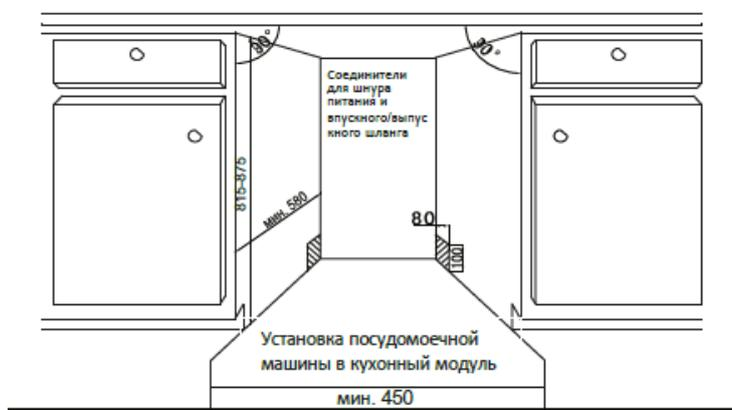 90°
90°
Соединители
для шнура
питания и
впускного/выпус
кного шланга
815-875
мин. 580
80
100
Установка посудомоечной
машины в кухонный модуль
мин. 450